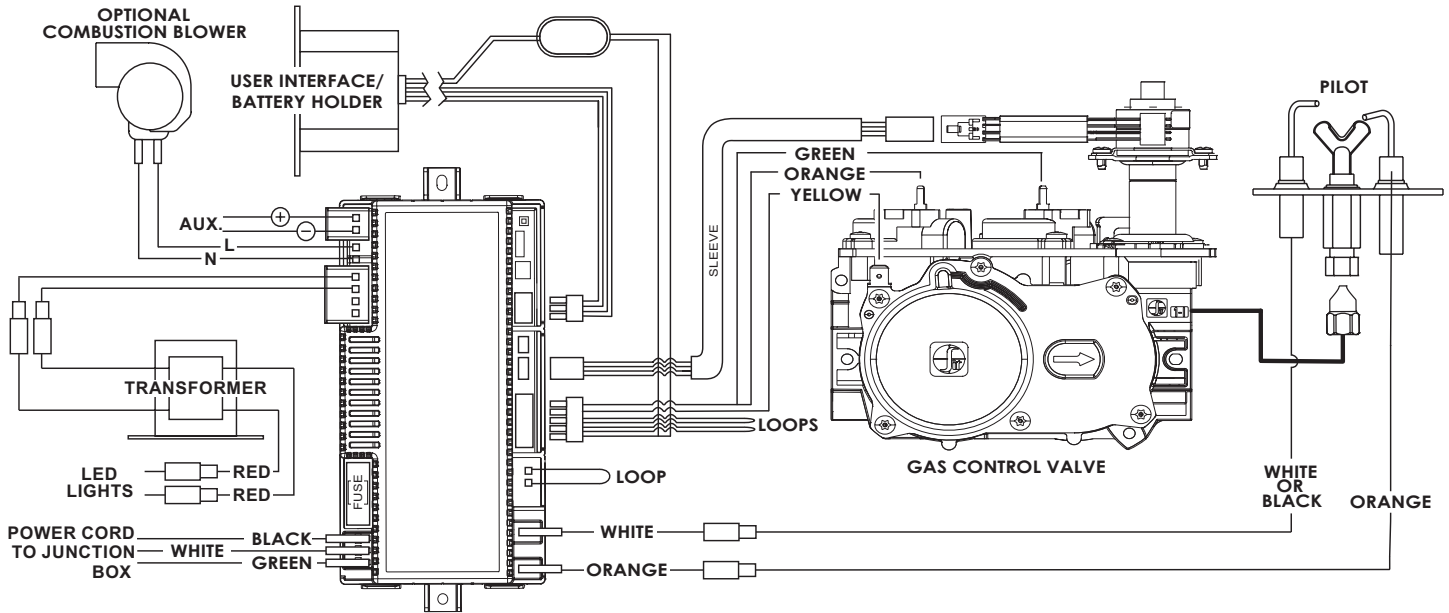 OPTIONAL
COMBUSTION BLOWER
USER INTERFACE/
BATTERY HOLDER
PILOT
GREEN
ORANGE
YELLOW
AUX.
+
−
L
N
SLEEVE
TRANSFORMER
LOOPS
GAS CONTROL VALVE
LED
LIGHTS
RED
RED
FUSE
LOOP
WHITE
OR
BLACK
ORANGE
POWER CORD
TO JUNCTION
BOX
BLACK
WHITE
GREEN
WHITE
ORANGE